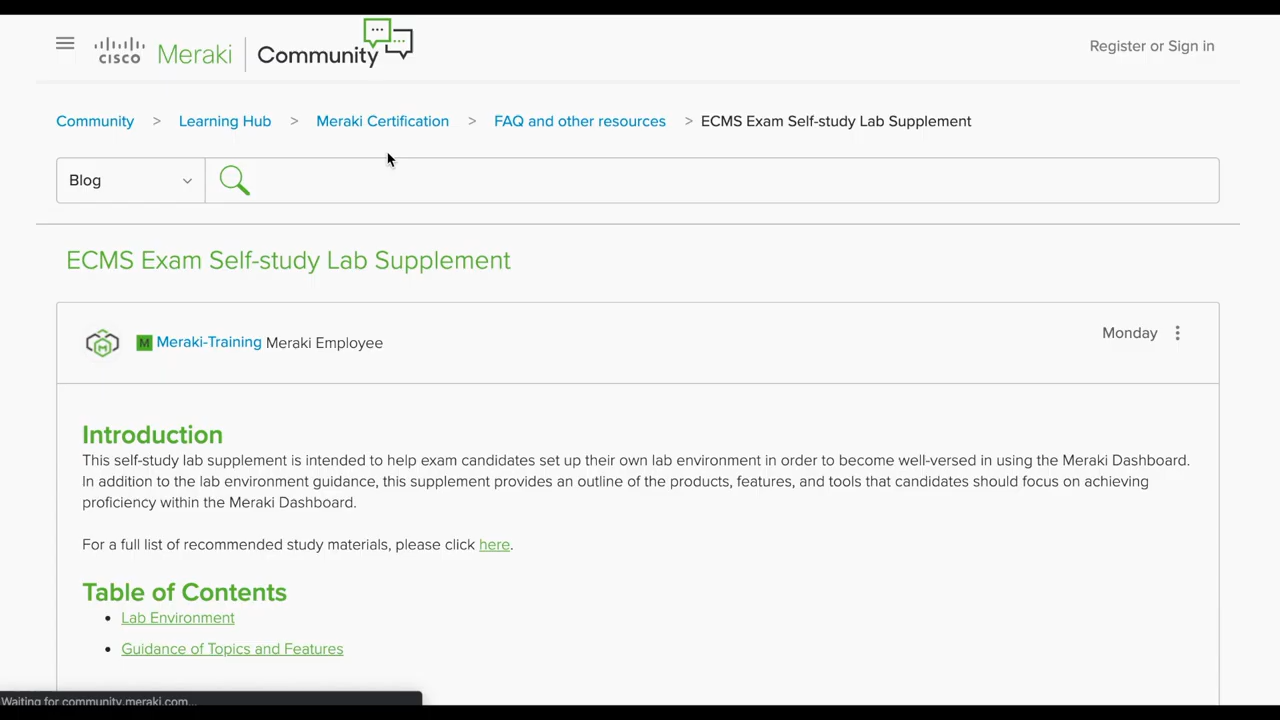 CISCO Meraki Community
Register or Sign in
Community > Learning Hub > Meraki Certification > FAQ and other resources > ECMS Exam Self-study Lab Supplement
Blog
ECMS Exam Self-study Lab Supplement
M Meraki-Training Meraki Employee
Monday
Introduction
This self-study lab supplement is intended to help exam candidates set up their own lab environment in order to become well-versed in using the Meraki Dashboard.
In addition to the lab environment guidance, this supplement provides an outline of the products, features, and tools that candidates should focus on achieving
proficiency within the Meraki Dashboard.
For a full list of recommended study materials, please click here.
Table of Contents
• Lab Environment
• Guidance of Topics and Features
Waiting for community.meraki.com...